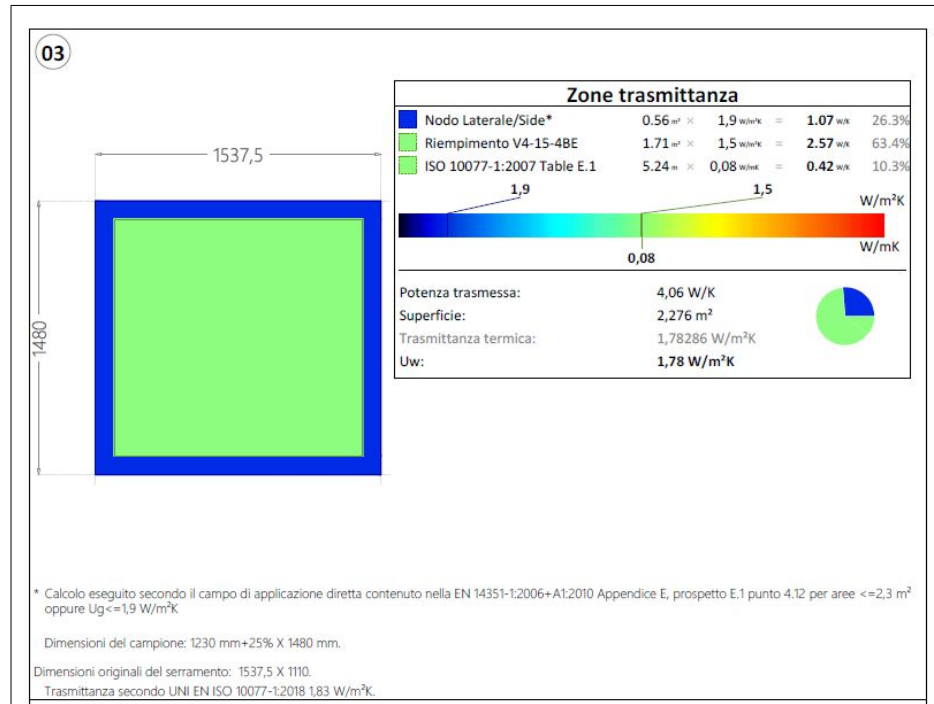 03
Zone trasmittanza
Nodo Laterale/Side* 0.56 m² × 1,9 W/m²K = 1.07 W/K 26.3%
Riempimento V4-15-4BE 1.71 m² × 1,5 W/m²K = 2.57 W/K 63.4%
ISO 10077-1:2007 Table E.1 5.24 m × 0,08 W/mK = 0.42 W/K 10.3%
1,9 1,5 W/m²K
0,08 W/mK
1537,5
1480
Potenza trasmessa: 4,06 W/K
Superficie: 2,276 m²
Trasmittanza termica: 1,78286 W/m²K
Uw: 1,78 W/m²K
* Calcolo eseguito secondo il campo di applicazione diretta contenuto nella EN 14351-1:2006+A1:2010 Appendice E, prospetto E.1 punto 4.12 per aree <=2,3 m²
oppure Ug<=1,9 W/m²K
Dimensioni del campione: 1230 mm+25% X 1480 mm.
Dimensioni originali del serramento: 1537,5 X 1110.
Trasmittanza secondo UNI EN ISO 10077-1:2018 1,83 W/m²K.